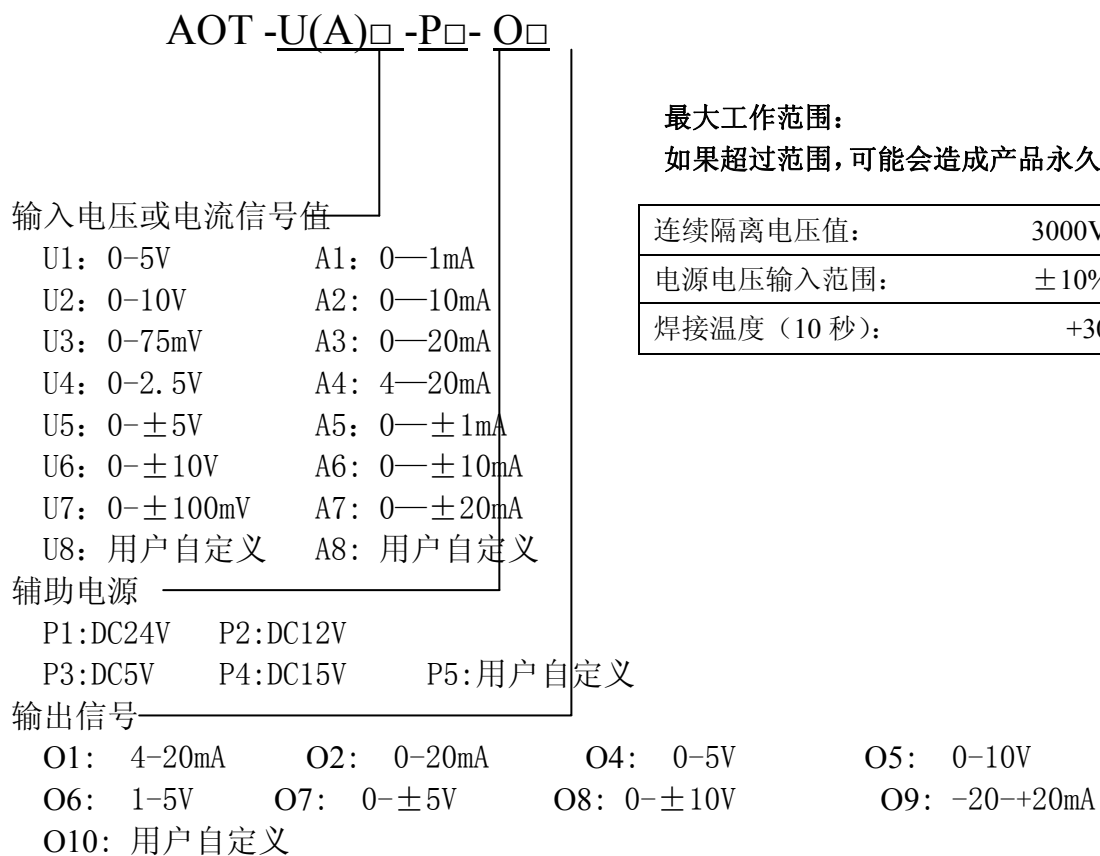 AOT -U(A)□ -P□- O□
最大工作范围：
如果超过范围，可能会造成产品永久
连续隔离电压值： 3000V
电源电压输入范围： ±10%
焊接温度（10 秒）： +30
输入电压或电流信号值
U1：0-5V A1：0—1mA
U2：0-10V A2：0—10mA
U3：0-75mV A3：0—20mA
U4：0-2.5V A4：4—20mA
U5：0-±5V A5：0—±1mA
U6：0-±10V A6：0—±10mA
U7：0-±100mV A7：0—±20mA
U8：用户自定义 A8：用户自定义
辅助电源
P1:DC24V P2:DC12V
P3:DC5V P4:DC15V P5:用户自定义
输出信号
O1: 4-20mA O2: 0-20mA O4: 0-5V O5: 0-10V
O6: 1-5V O7: 0-±5V O8: 0-±10V O9: -20-+20mA
O10: 用户自定义